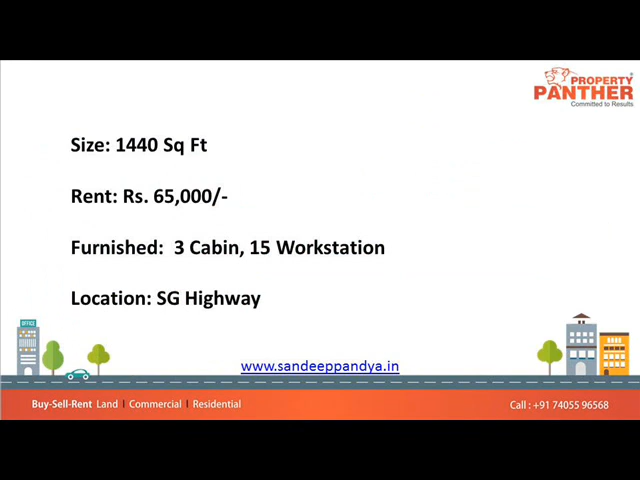 PROPERTY
PANTHER
Committed to Results
Size: 1440 Sq Ft
Rent: Rs. 65,000/-
Furnished:  3 Cabin, 15 Workstation
Location: SG Highway
OFFICE
www.sandeeppandya.in
Buy-Sell-Rent Land | Commercial | Residential
Call : +91 74055 96568